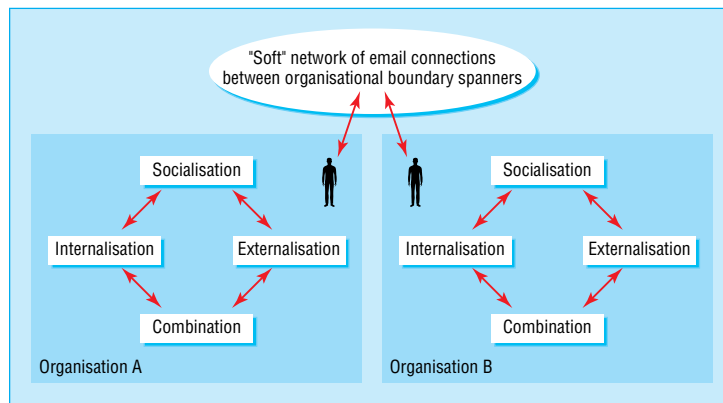 "Soft" network of email connections
between organisational boundary spanners
Socialisation
Internalisation
Externalisation
Combination
Organisation A
Socialisation
Internalisation
Externalisation
Combination
Organisation B